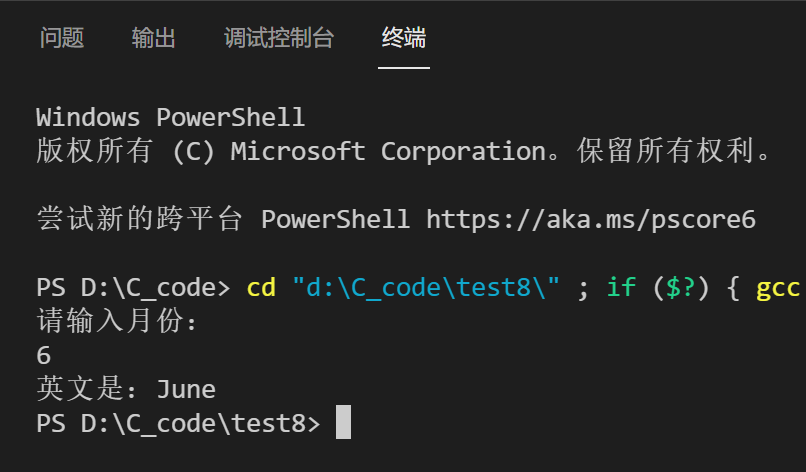 问题 输出 调试控制台 终端
Windows PowerShell
版权所有 (C) Microsoft Corporation。保留所有权利。
尝试新的跨平台 PowerShell https://aka.ms/pscore6
PS D:\C_code> cd "d:\C_code\test8\" ; if ($?) { gcc
请输入月份:
6
英文是: June
PS D:\C_code\test8>